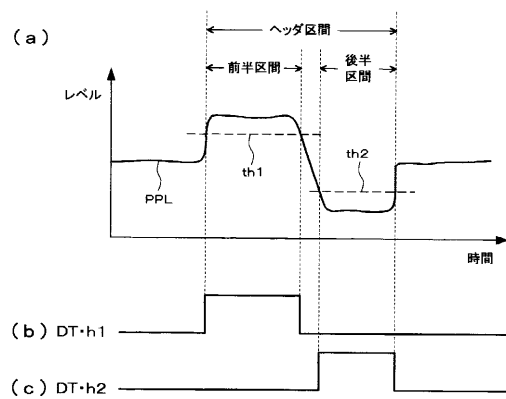 (a)
ヘッダ区間
前半区間
後半
区間
レベル
th1
th2
PPL
時間
(b) DT・h1
(c) DT・h2